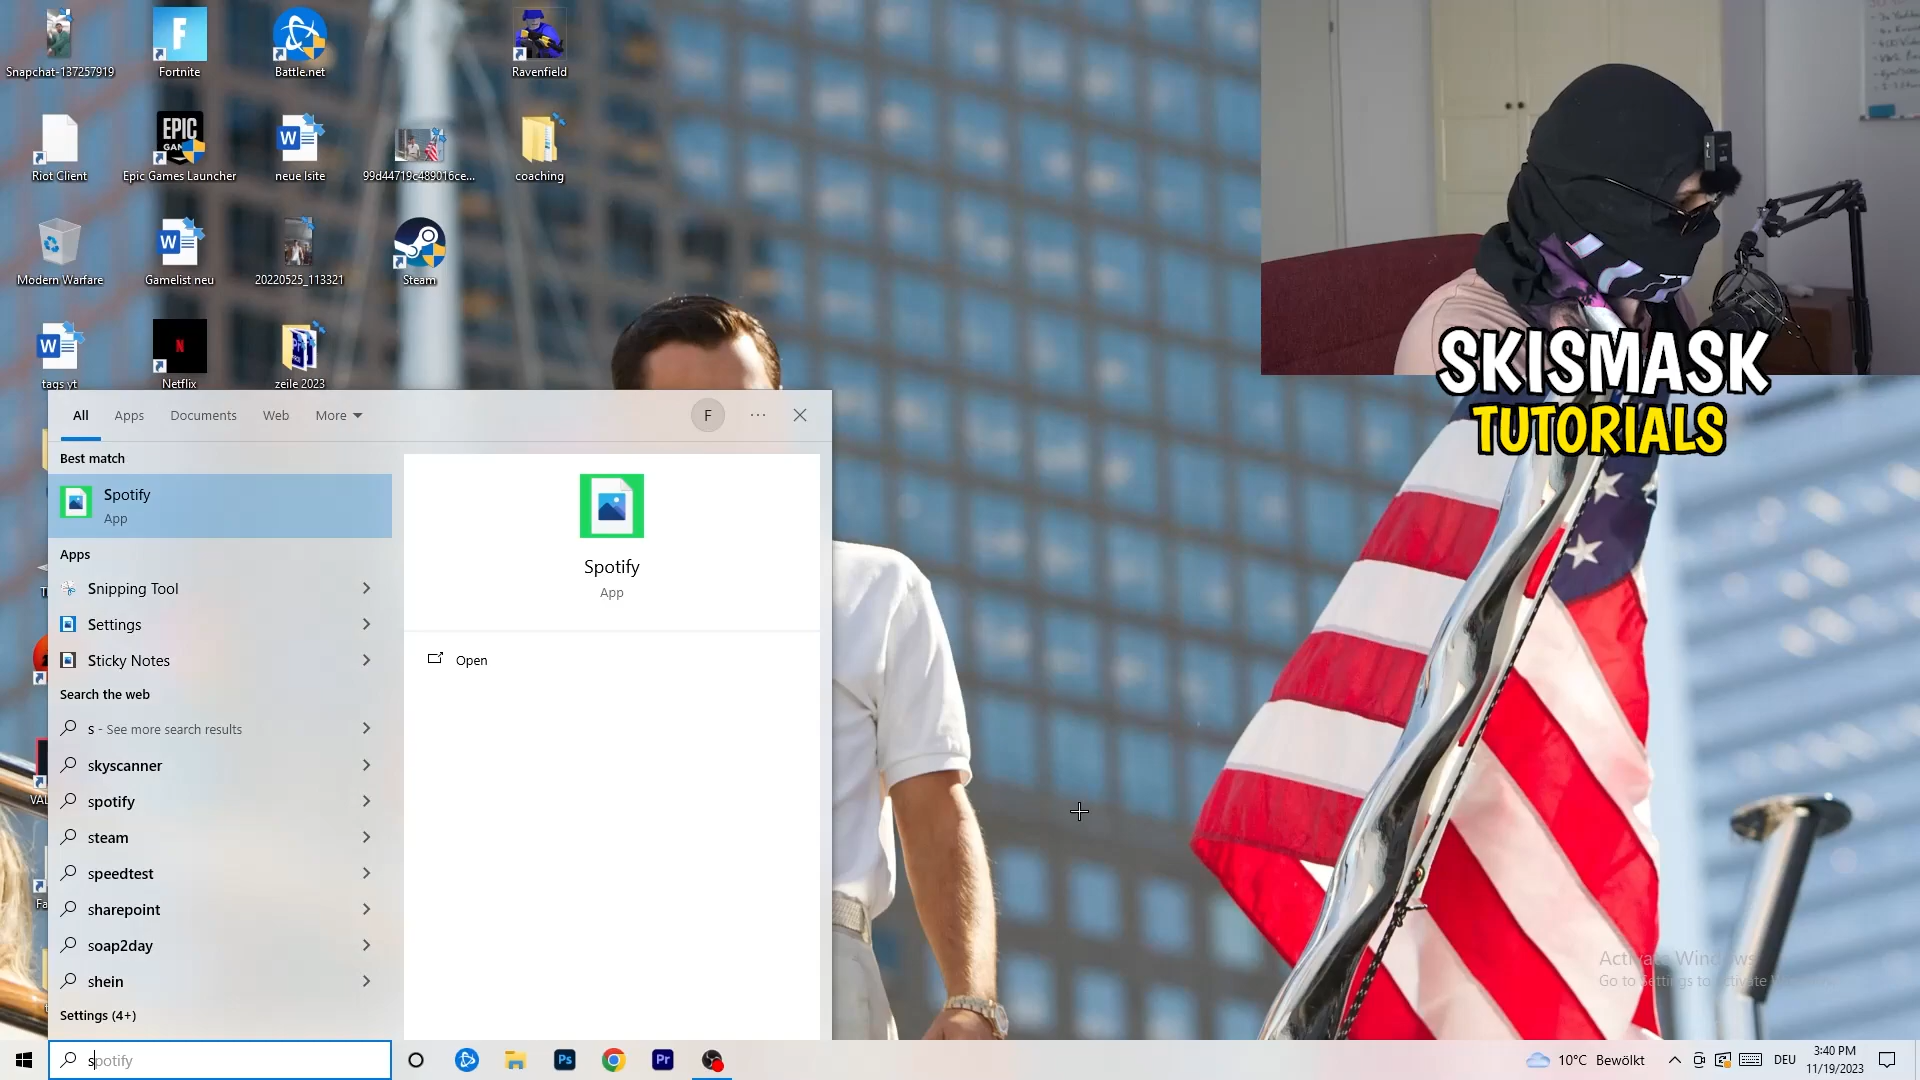 Snapchat-137257919
Fortnite
Battle.net
Ravenfield
Riot Client
EPIC
Epic Games Launcher
neue lsite
99d44719c489016ce...
coaching
Modern Warfare
Gamelist neu
20220525_113321
Steam
tags yt
Netflix
zeile 2023
SKISMASK
TUTORIALS
All
Apps
Documents
Web
More
F
Best match
Spotify
App
Apps
Snipping Tool
Settings
Sticky Notes
Search the web
s - See more search results
skyscanner
spotify
steam
speedtest
sharepoint
soap2day
shein
Settings (4+)
Spotify
App
Open
spotify
Activate Windows
Go to Settings to activate
Ps
Pr
10°C Bewölkt
DEU
3:40 PM
11/19/2023